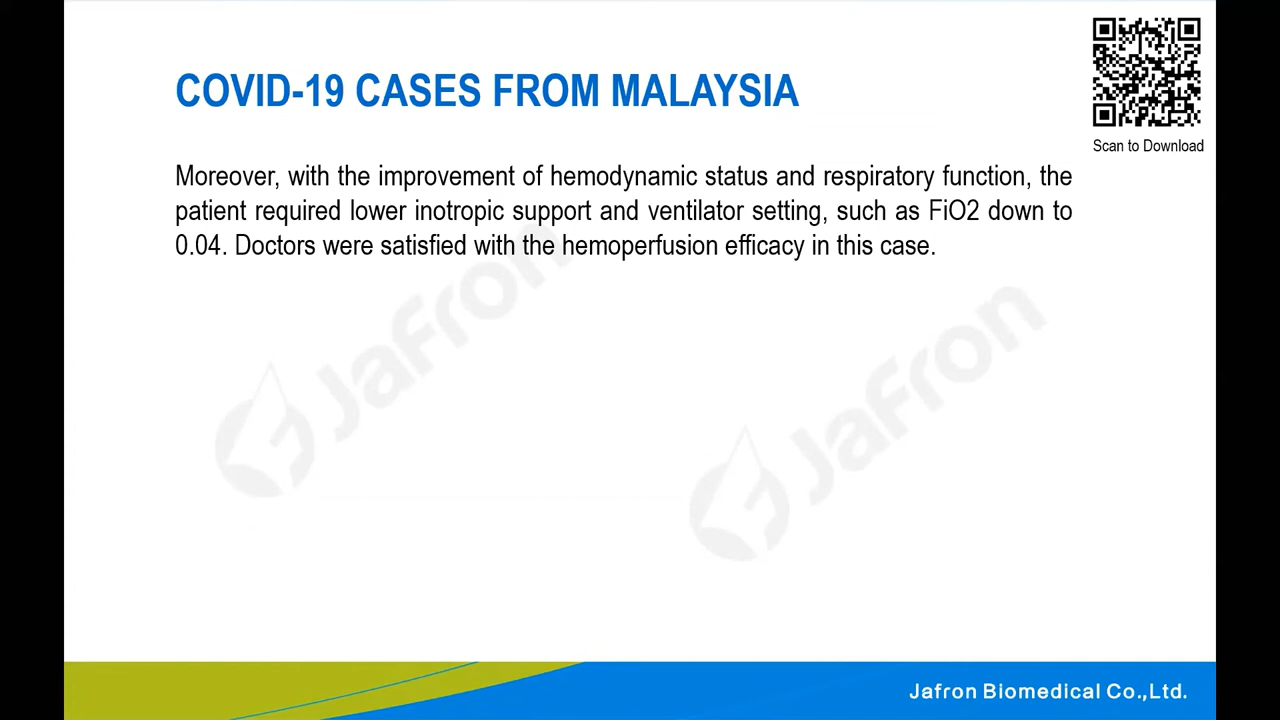 COVID-19 CASES FROM MALAYSIA
Scan to Download
Moreover, with the improvement of hemodynamic status and respiratory function, the
patient required lower inotropic support and ventilator setting, such as FiO2 down to
0.04. Doctors were satisfied with the hemoperfusion efficacy in this case.
Jafron
Jafron
Jafron Biomedical Co.,Ltd.